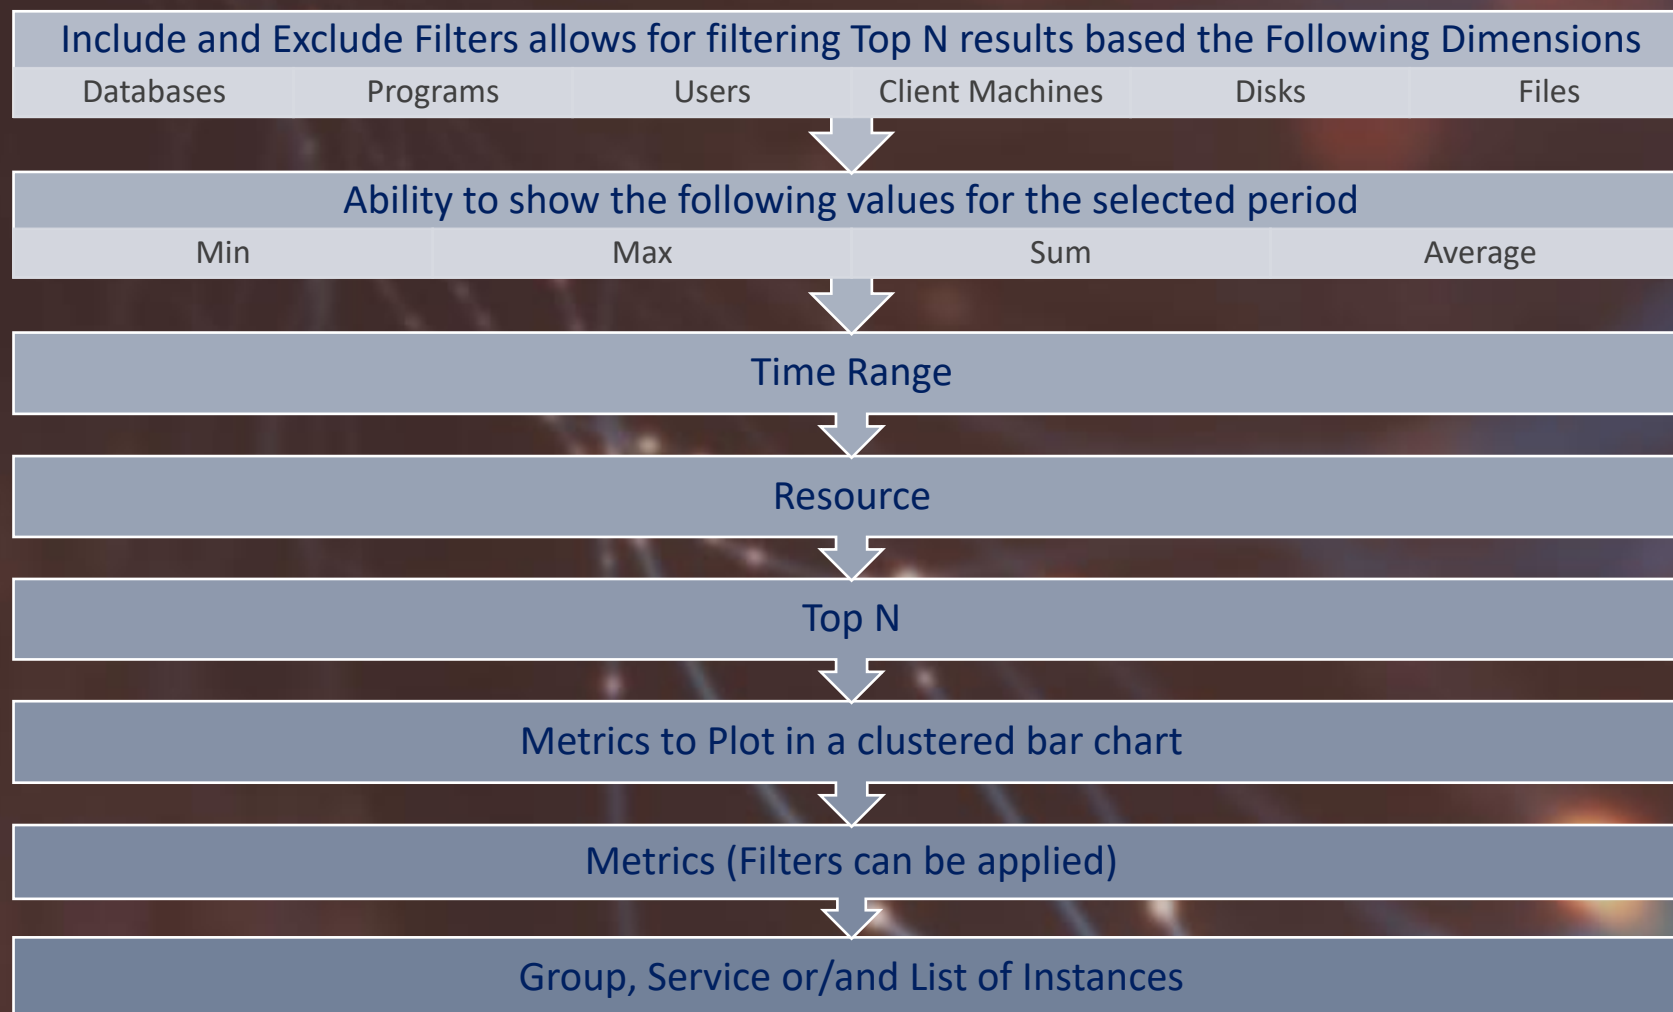 Include and Exclude Filters allows for filtering Top N results based the Following Dimensions
Databases Programs Users Client Machines Disks Files
Ability to show the following values for the selected period
Min Max Sum Average
Time Range
Resource
Top N
Metrics to Plot in a clustered bar chart
Metrics (Filters can be applied)
Group, Service or/and List of Instances